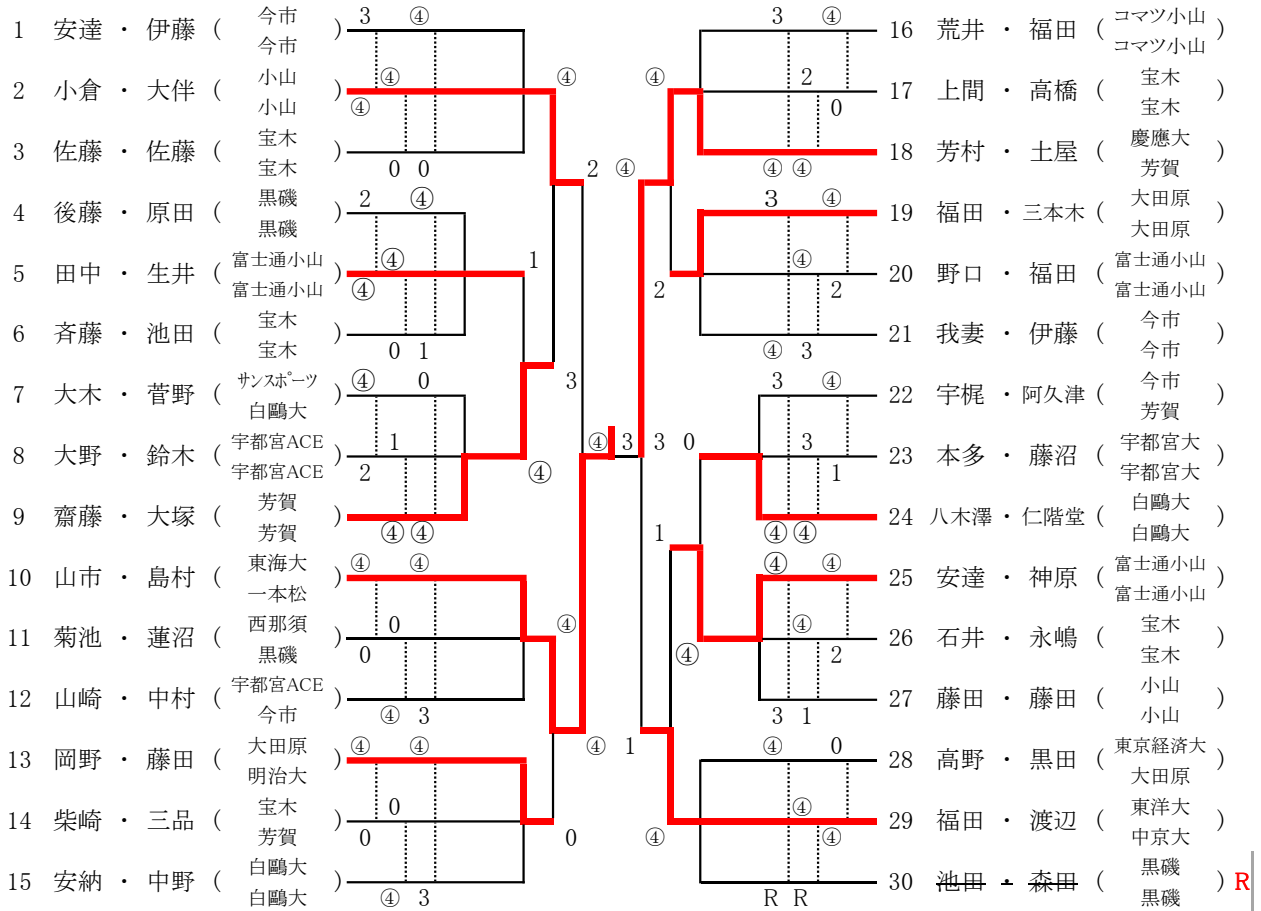 3 ④ 3 ④
1 安達 ・ 伊藤 ( 今市 今市 ) 16 荒井 ・ 福田 ( コマツ小山 コマツ小山 )
④ ④ ④ 2
2 小倉 ・ 大伴 ( 小山 小山 ) 17 上間 ・ 高橋 ( 宝木 宝木 )
④ 0
3 佐藤 ・ 佐藤 ( 宝木 宝木 ) 18 芳村 ・ 土屋 ( 慶應大 芳賀 )
0 0 2 ④ ④ ④
2 ④ 3 ④
4 後藤 ・ 原田 ( 黒磯 黒磯 ) 19 福田 ・ 三本木 ( 大田原 大田原 )
④ 1 ④
5 田中 ・ 生井 ( 富士通小山 富士通小山 ) 20 野口 ・ 福田 ( 富士通小山 富士通小山 )
④ 2 2
6 斉藤 ・ 池田 ( 宝木 宝木 ) 21 我妻 ・ 伊藤 ( 今市 今市 )
0 1 ④ 3
④ 0 3 3 ④
7 大木 ・ 菅野 ( サンスポーツ 白鷗大 ) 22 宇梶 ・ 阿久津 ( 今市 芳賀 )
1 ④ 3 3 0 3
8 大野 ・ 鈴木 ( 宇都宮ACE 宇都宮ACE ) 23 本多 ・ 藤沼 ( 宇都宮大 宇都宮大 )
2 ④ 1
9 齋藤 ・ 大塚 ( 芳賀 芳賀 ) 24 八木澤 ・ 仁階堂 ( 白鷗大 白鷗大 )
④ ④ 1 ④ ④
④ ④ ④ ④
10 山市 ・ 島村 ( 東海大 一本松 ) 25 安達 ・ 神原 ( 富士通小山 富士通小山 )
0 ④ ④
11 菊池 ・ 蓮沼 ( 西那須 黒磯 ) 26 石井 ・ 永嶋 ( 宝木 宝木 )
0 ④ 2
12 山崎 ・ 中村 ( 宇都宮ACE 今市 ) 27 藤田 ・ 藤田 ( 小山 小山 )
④ 3 3 1
④ ④ ④ 1 ④ 0
13 岡野 ・ 藤田 ( 大田原 明治大 ) 28 高野 ・ 黒田 ( 東京経済大 大田原 )
0 ④
14 柴崎 ・ 三品 ( 宝木 芳賀 ) 29 福田 ・ 渡辺 ( 東洋大 中京大 )
0 0 ④ ④
15 安納 ・ 中野 ( 白鷗大 白鷗大 ) 30 池田 ・ 森田 ( 黒磯 黒磯 ) R
④ 3 R R